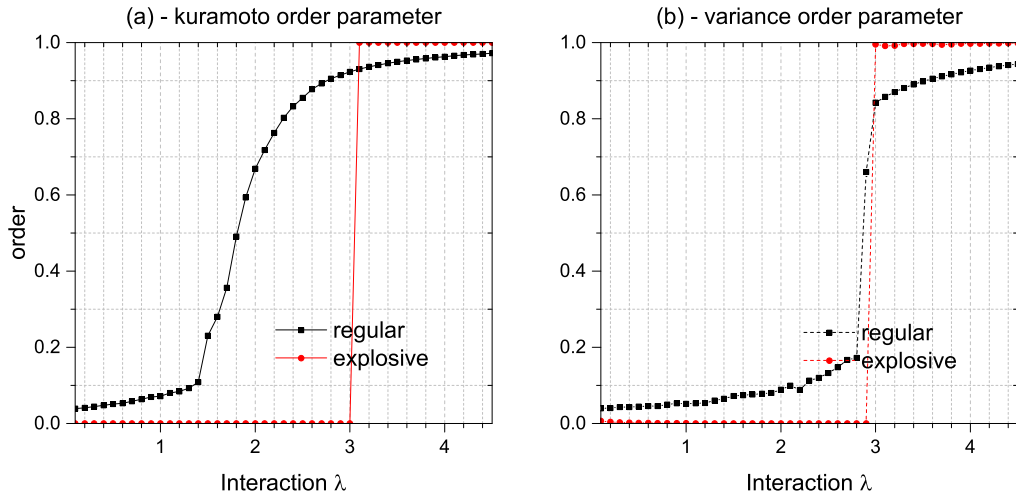 (a) - kuramoto order parameter
(b) - variance order parameter
order
1.0
0.8
0.6
0.4
0.2
0.0
regular
explosive
1 2 3 4
Interaction λ
1.0
0.8
0.6
0.4
0.2
0.0
regular
explosive
1 2 3 4
Interaction λ